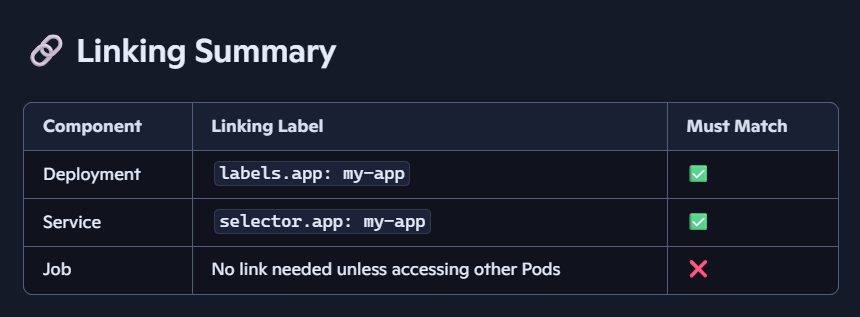 🔗 Linking Summary
Component Linking Label Must Match
Deployment labels.app: my-app ✅
Service selector.app: my-app ✅
Job No link needed unless accessing other Pods ❌